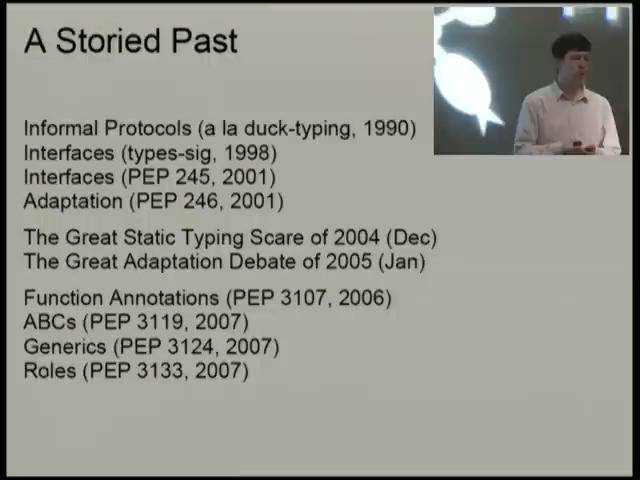 A Storied Past
Informal Protocols (a la duck-typing, 1990)
Interfaces (types-sig, 1998)
Interfaces (PEP 245, 2001)
Adaptation (PEP 246, 2001)
The Great Static Typing Scare of 2004 (Dec)
The Great Adaptation Debate of 2005 (Jan)
Function Annotations (PEP 3107, 2006)
ABCs (PEP 3119, 2007)
Generics (PEP 3124, 2007)
Roles (PEP 3133, 2007)